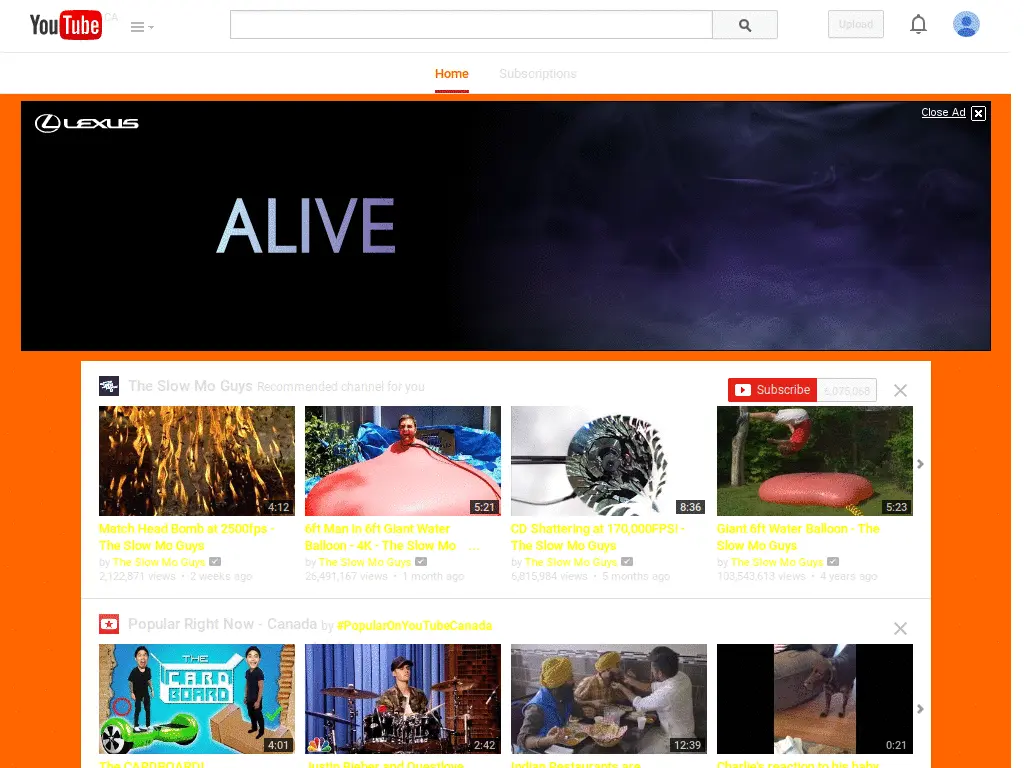 YouTube CA
Upload
Home Subscriptions
LEXUS
Close Ad
ALIVE
The Slow Mo Guys Recommended channel for you
Subscribe 6,075,068
4:12
5:21
8:36
5:23
Match Head Bomb at 2500fps -
The Slow Mo Guys
by The Slow Mo Guys
2,122,871 views • 2 weeks ago
6ft Man in 6ft Giant Water
Balloon - 4K - The Slow Mo ...
by The Slow Mo Guys
26,491,167 views • 1 month ago
CD Shattering at 170,000FPS! -
The Slow Mo Guys
by The Slow Mo Guys
6,815,984 views • 5 months ago
Giant 6ft Water Balloon - The
Slow Mo Guys
by The Slow Mo Guys
103,543,613 views • 4 years ago
Popular Right Now - Canada by #PopularOnYouTubeCanada
THE
CARD
BOARD
4:01
2:42
12:39
0:21
The CARDBOARD!
Justin Bieber and Questlove
Indian Restaurants are
Charlie's reaction to his baby